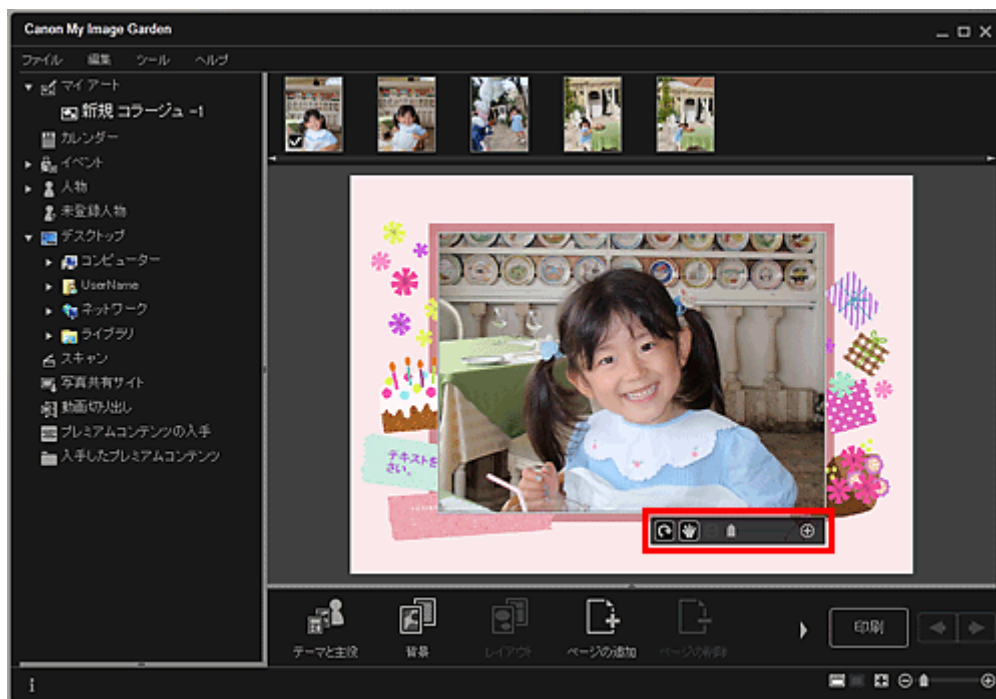 Canon My Image Garden
ファイル 編集 ツール ヘルプ
マイ アート
新規 コラージュ -1
カレンダー
イベント
人物
未登録人物
デスクトップ
コンピューター
UserName
ネットワーク
ライブラリ
スキャン
写真共有サイト
動画切り出し
プレミアムコンテンツの入手
入手したプレミアムコンテンツ
テキストを
さい。
テーマと主役 背景 レイアウト ページの追加 ページの削除 印刷